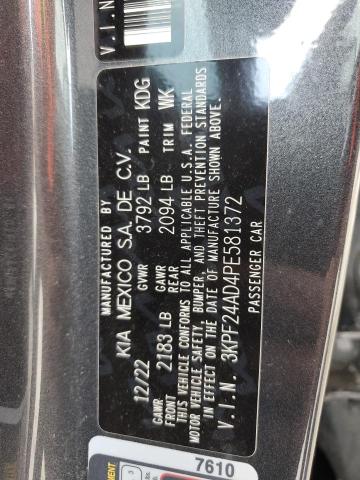 V.I.N
MANUFACTURED BY
KIA MEXICO S.A. DE C.V.
12/22 GVWR 3792 LB PAINT KDG
GAWR FRONT 2183 LB GAWR REAR 2094 LB TRIM WK
THIS VEHICLE CONFORMS TO ALL APPLICABLE U.S.A. FEDERAL
MOTOR VEHICLE SAFETY, BUMPER, AND THEFT PREVENTION STANDARDS
IN EFFECT ON THE DATE OF MANUFACTURE SHOWN ABOVE.
V.I.N. 3KPF24AD4PE581372
PASSENGER CAR
7610